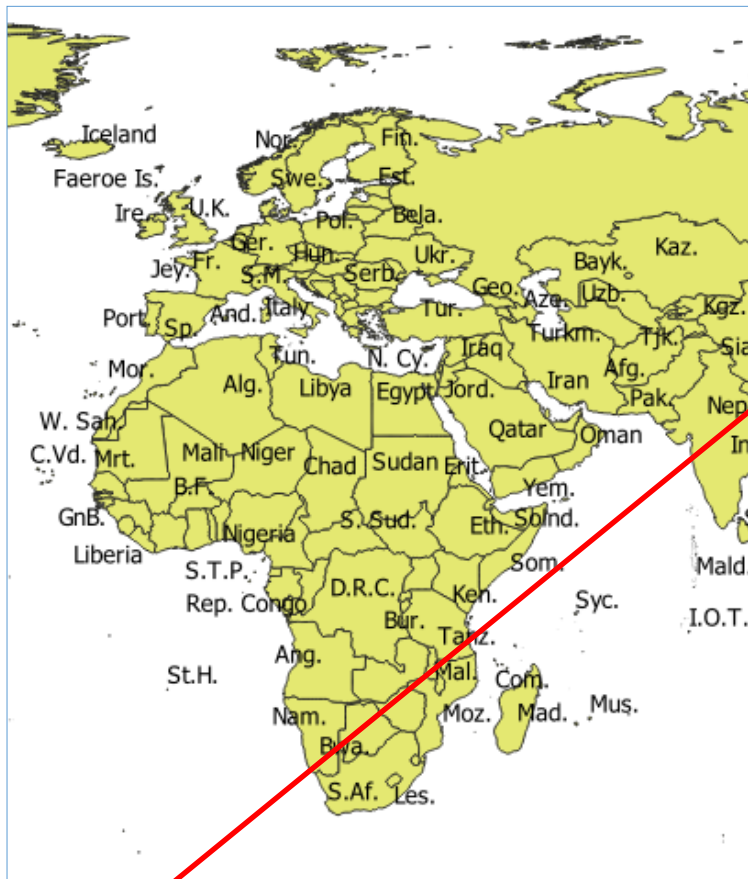 Iceland
Nor.
Fin.
Faeroe Is.
Swe.
Est.
Ire.
U.K.
Pol.
Bela.
Ger.
Hun.
Ukr.
Kaz.
Jey.
Fr.
S.M.
Serb.
Bayk.
Geo.
Aze.
Uzb.
Kgz.
Port.
Sp.
And.
Italy
Tur.
Turkm.
Tjk.
Mor.
Tun.
N. Cy.
Iraq
Afg.
Alg.
Libya
Egypt
Jord.
Iran
Pak.
Nep
W. Sah.
Qatar
Oman
C.Vd.
Mrt.
Mali
Niger
Chad
Sudan
Erit.
In
B.F.
Yem.
GnB.
Nigeria
S. Sud.
Eth.
Solnd.
Liberia
Som.
Mald.
S.T.P.
D.R.C.
Rep. Congo
Ken.
Syc.
Bur.
I.O.T.
Tanz.
Ang.
St.H.
Mal.
Com.
Nam.
Moz.
Mad.
Mus.
S.Af.
Les.